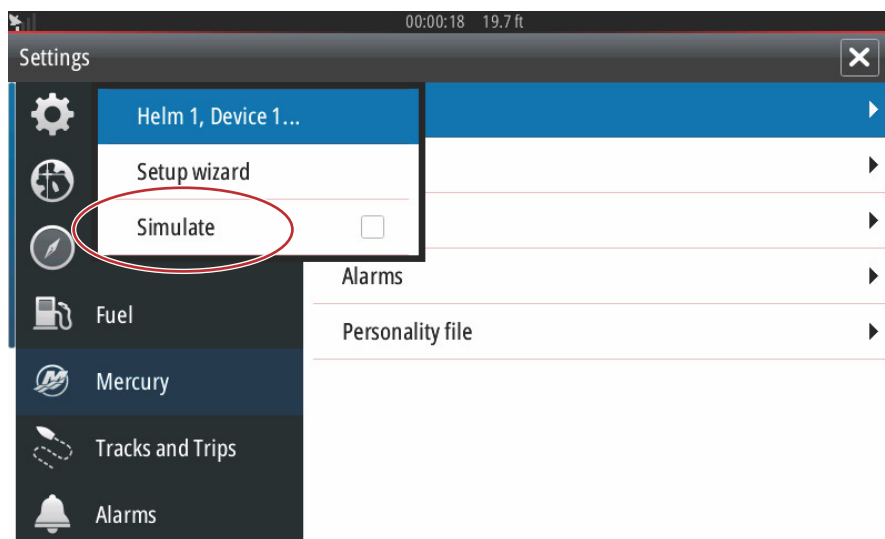 00:00:18 19.7 ft
Settings
Helm 1, Device 1...
Setup wizard
Simulate
Alarms
Fuel
Personality file
Mercury
Tracks and Trips
Alarms